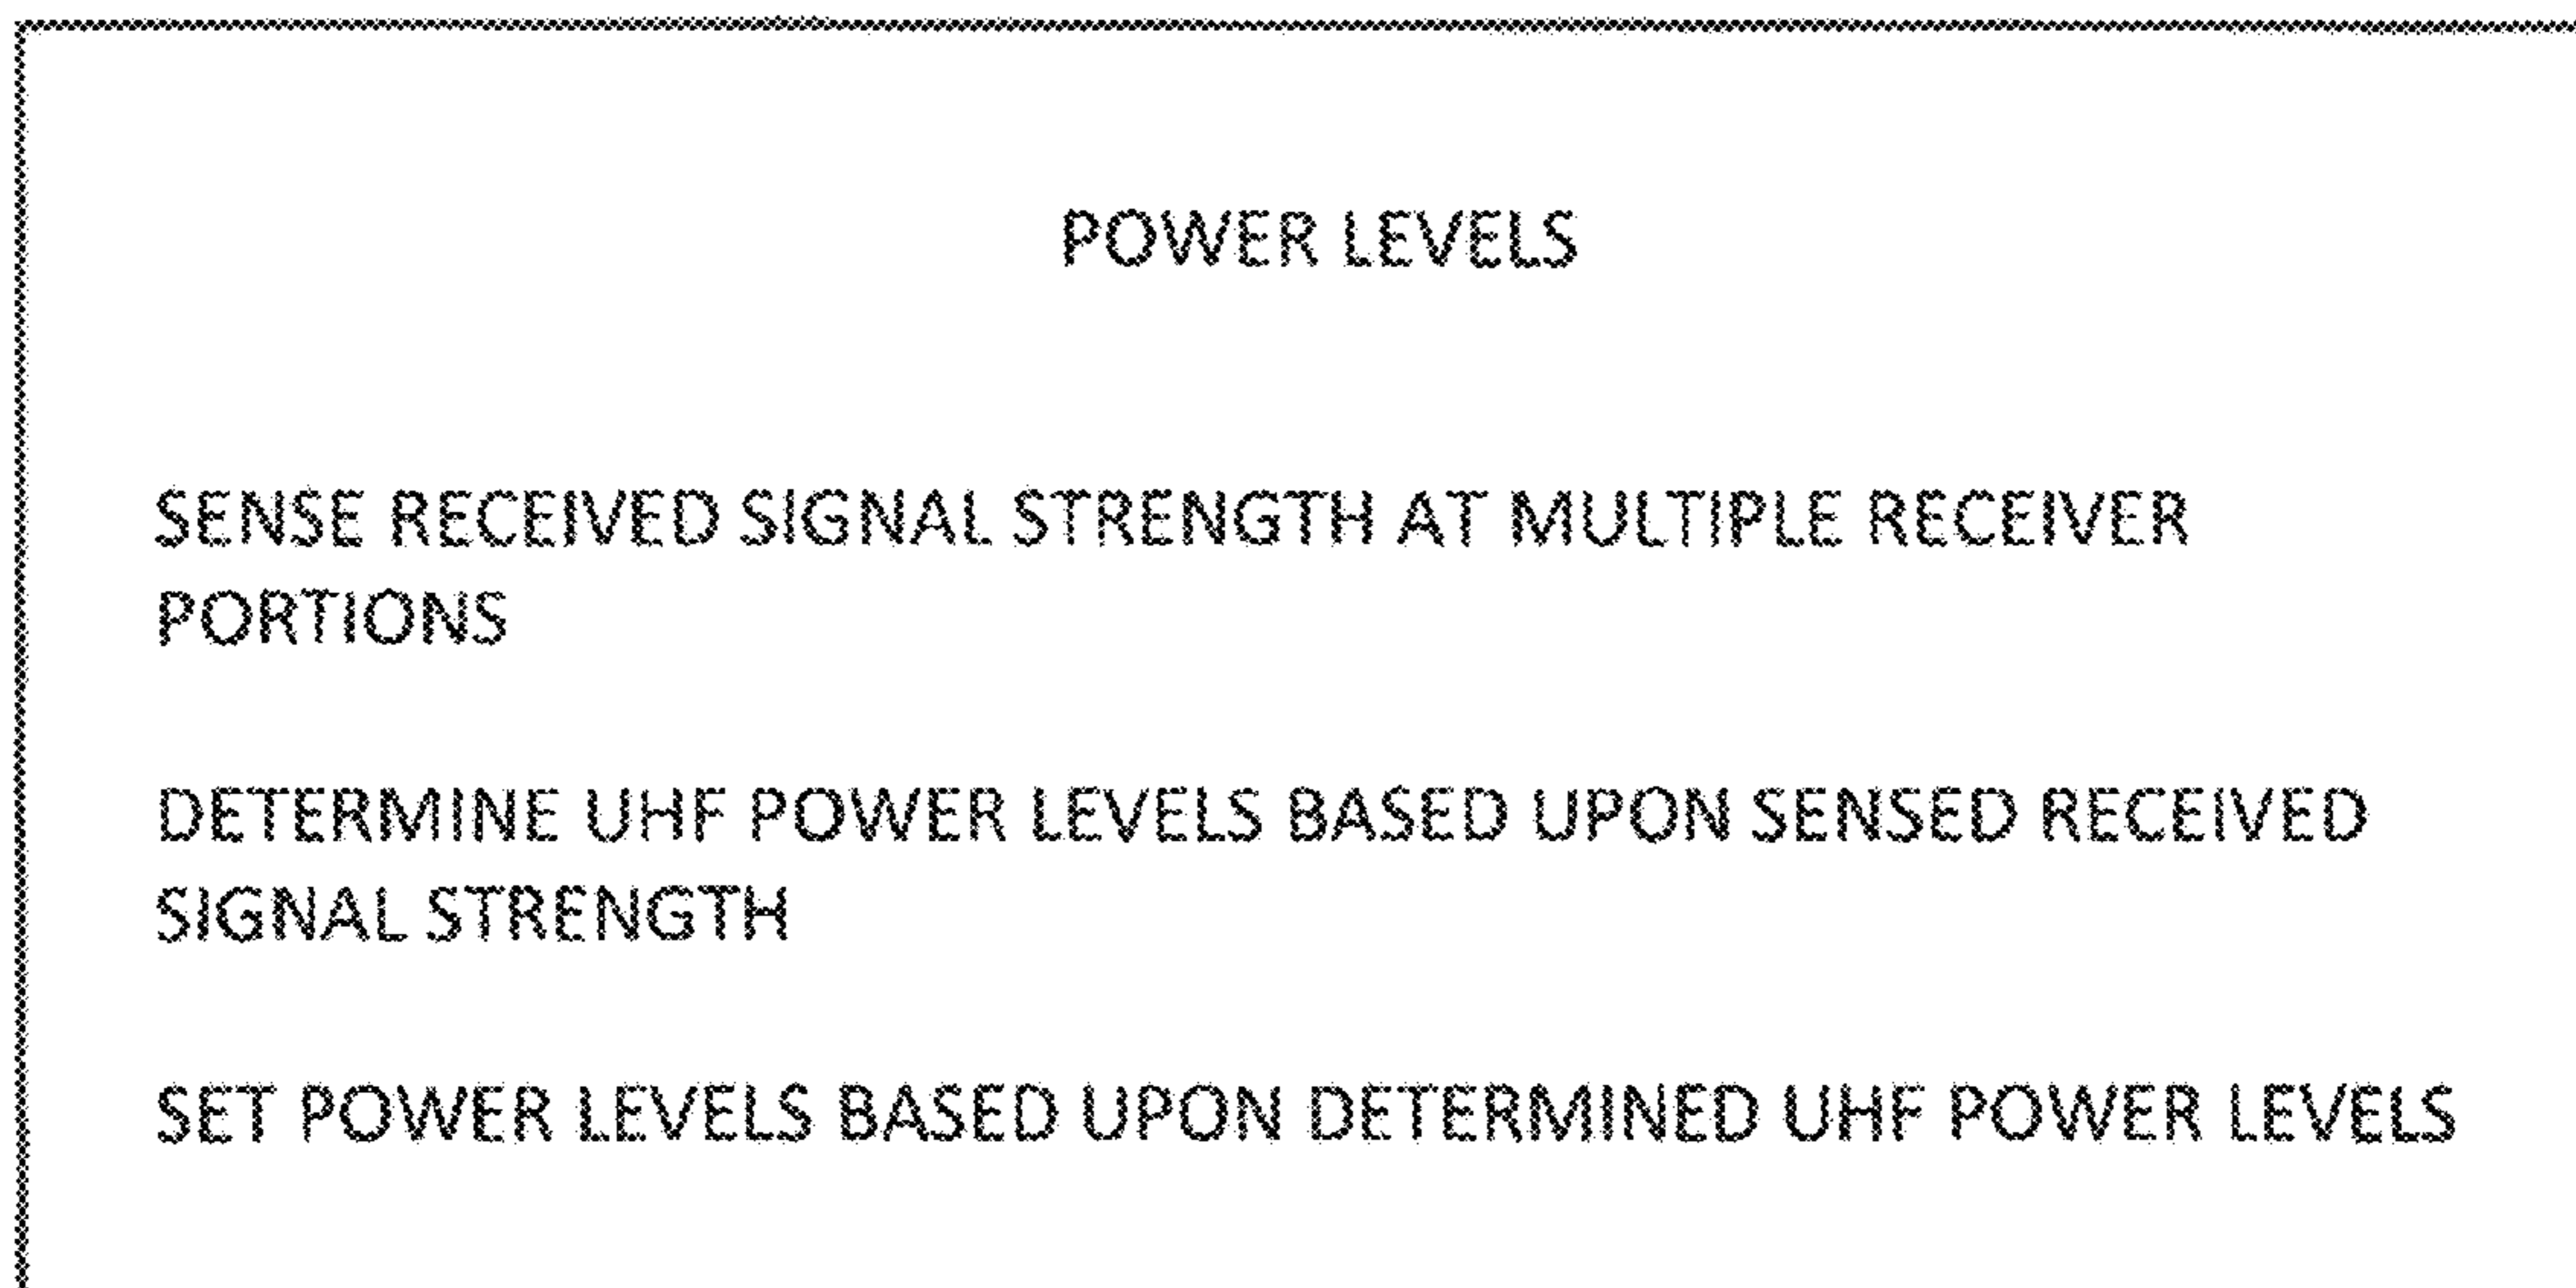 POWER LEVELS
SENSE RECEIVED SIGNAL STRENGTH AT MULTIPLE RECEIVER
PORTIONS
DETERMINE UHF POWER LEVELS BASED UPON SENSED RECEIVED
SIGNAL STRENGTH
SET POWER LEVELS BASED UPON DETERMINED UHF POWER LEVELS